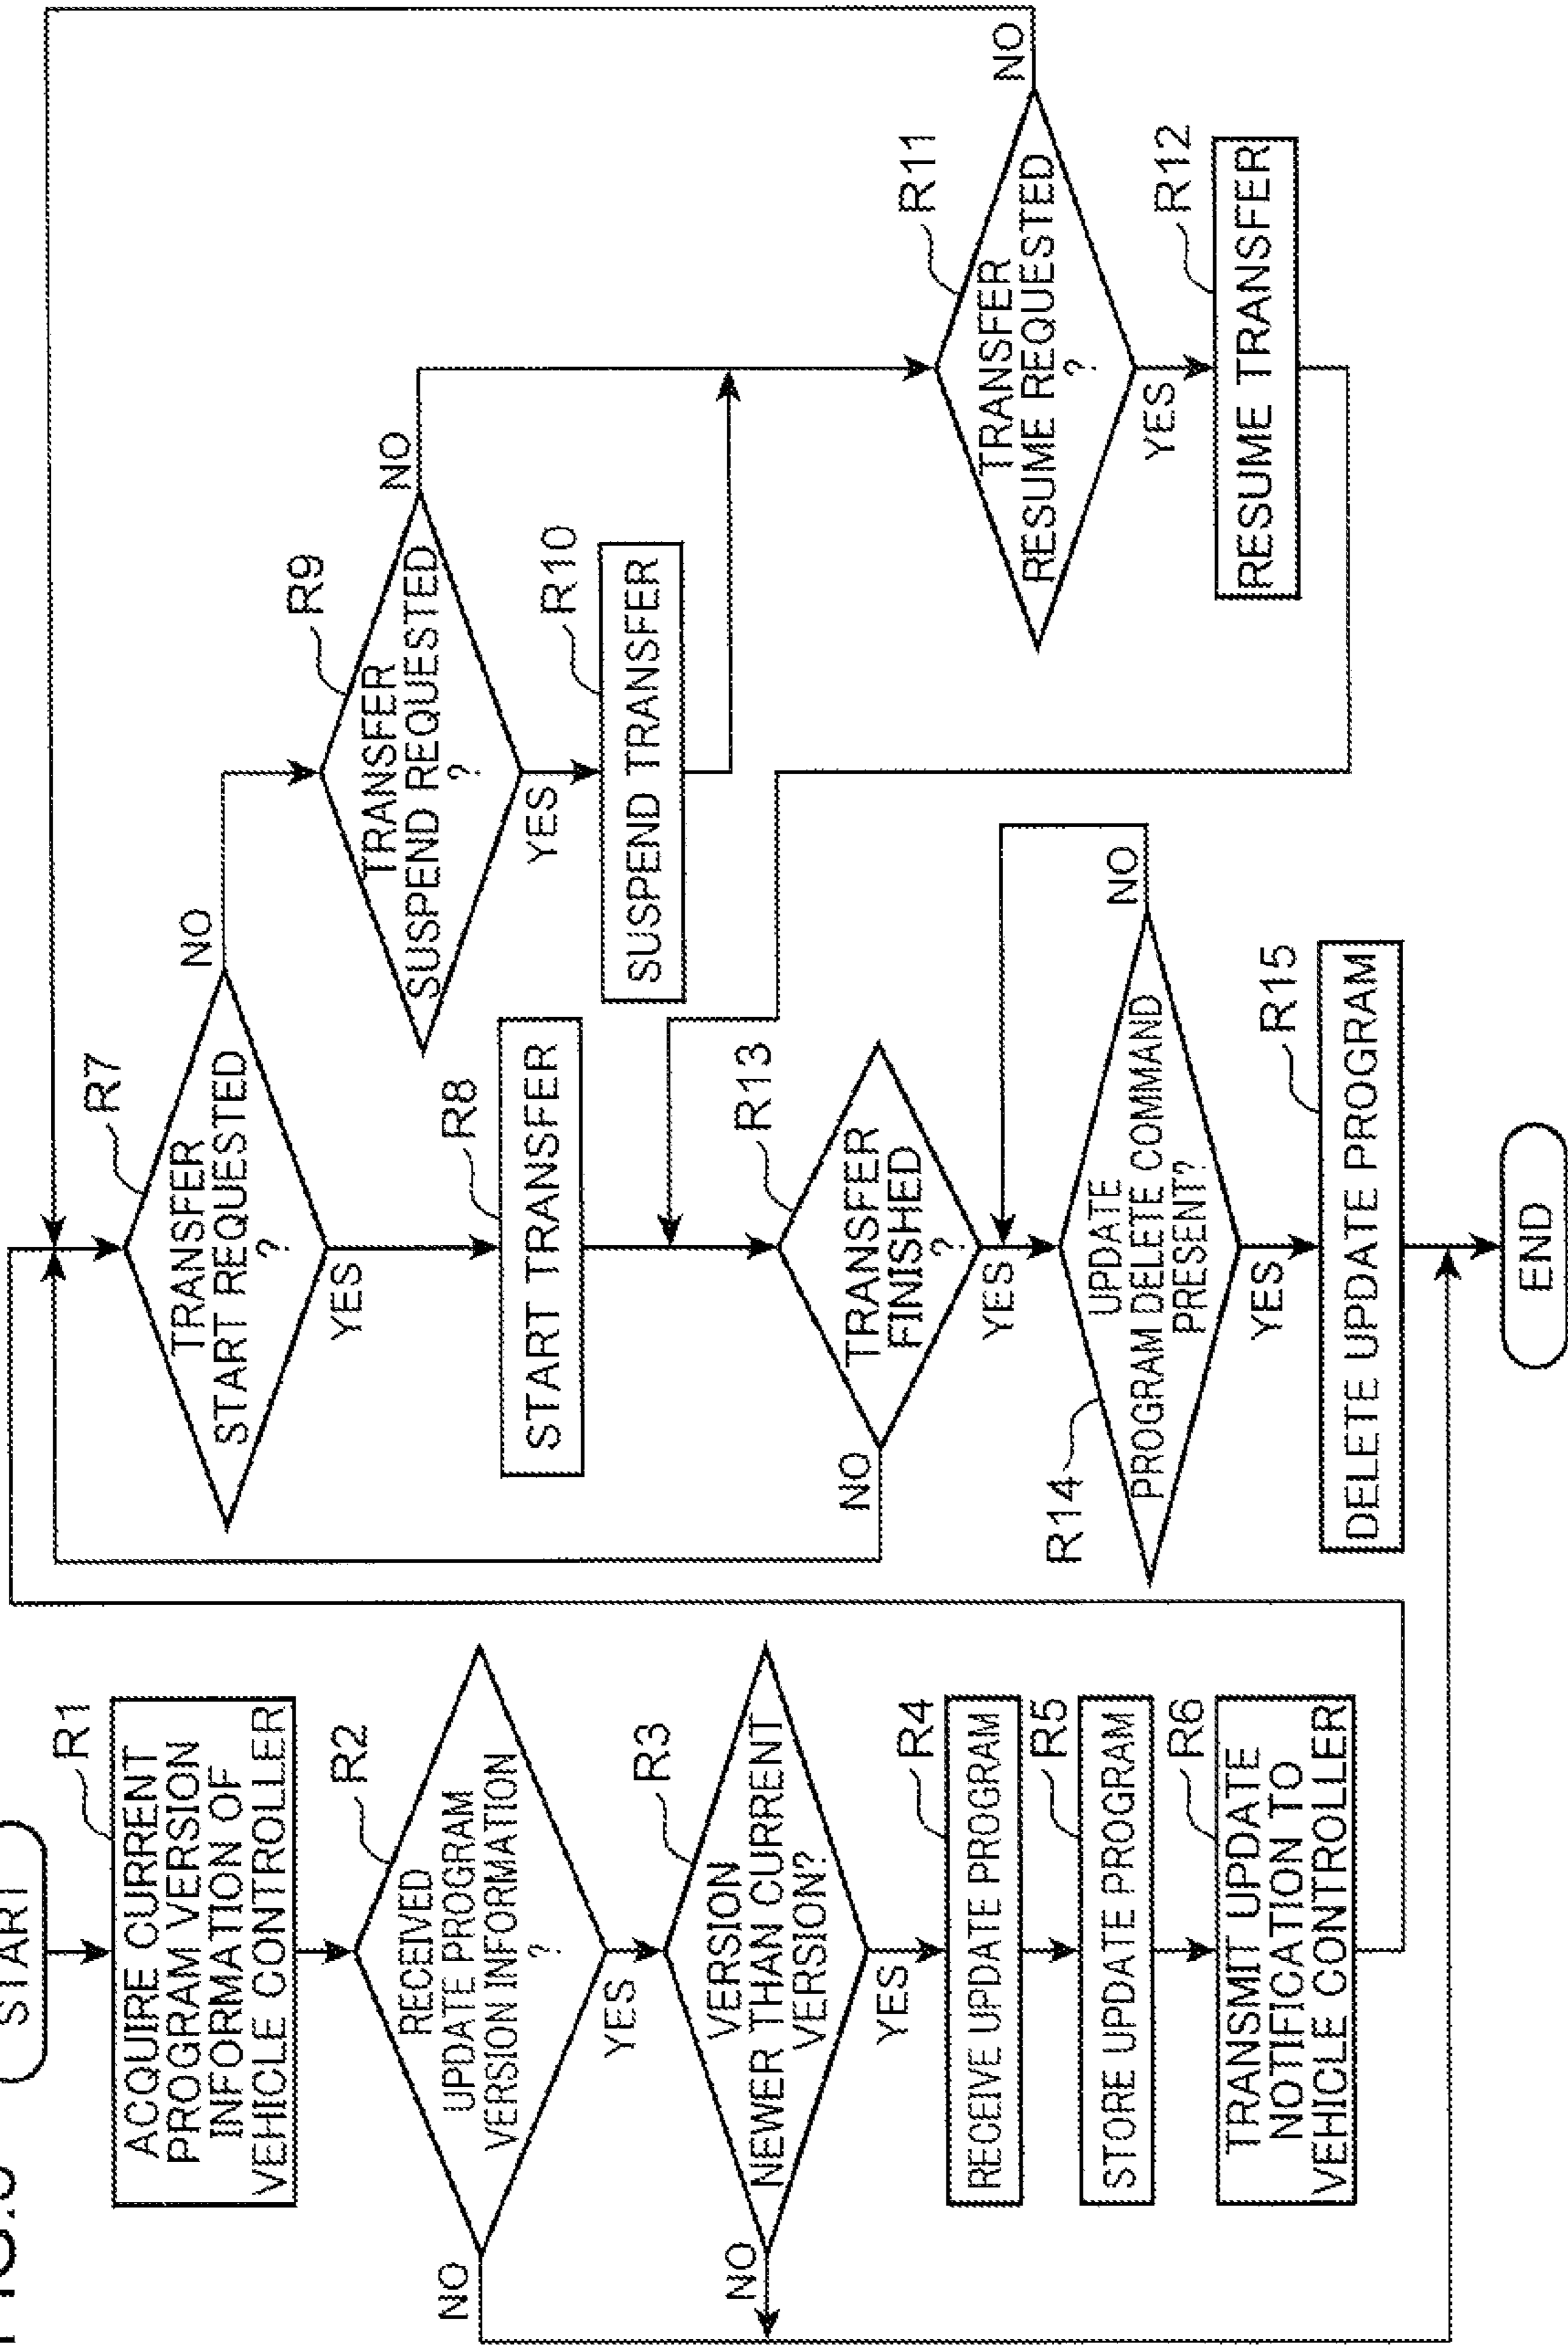 START
R1
ACQUIRE CURRENT
PROGRAM VERSION
INFORMATION OF
VEHICLE CONTROLLER
R2
RECEIVED
UPDATE PROGRAM
VERSION INFORMATION
?
NO
YES
R3
VERSION
NEWER THAN CURRENT
VERSION?
NO
YES
R4
RECEIVE UPDATE PROGRAM
R5
STORE UPDATE PROGRAM
R6
TRANSMIT UPDATE
NOTIFICATION TO
VEHICLE CONTROLLER
R7
TRANSFER
START REQUESTED
?
NO
YES
R8
START TRANSFER
R9
TRANSFER
SUSPEND REQUESTED
?
NO
YES
R10
SUSPEND TRANSFER
R11
TRANSFER
RESUME REQUESTED
?
NO
YES
R12
RESUME TRANSFER
R13
TRANSFER
FINISHED
?
NO
YES
R14
UPDATE
PROGRAM DELETE COMMAND
PRESENT?
NO
YES
R15
DELETE UPDATE PROGRAM
END